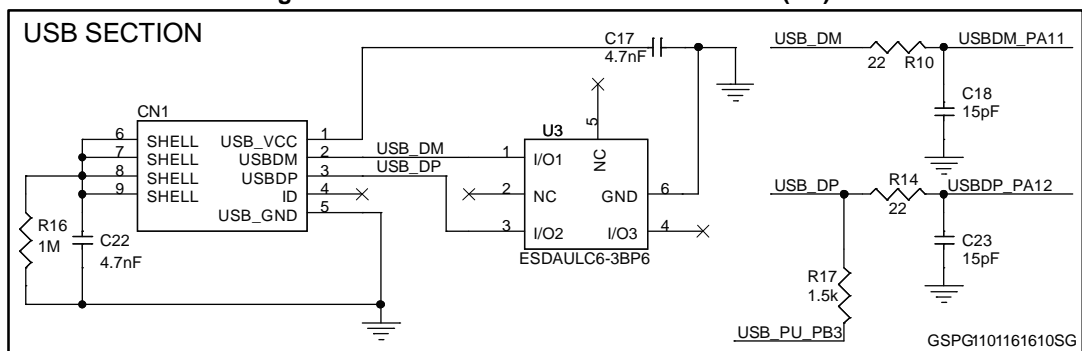 USB SECTION
C17
4.7nF
USB_DM
22
R10
USBDM_PA11
C18
15pF
CN1
6
SHELL
USB_VCC
1
7
SHELL
USBDM
2
USB_DM
8
SHELL
USBDP
3
USB_DP
9
SHELL
ID
4
USB_GND
5
R16
1M
C22
4.7nF
U3
5
NC
1
I/O1
2
NC
GND
6
3
I/O2
I/O3
4
ESDAULC6-3BP6
USB_DP
R14
22
USBDP_PA12
C23
15pF
R17
1.5k
USB_PU_PB3
GSPG1101161610SG